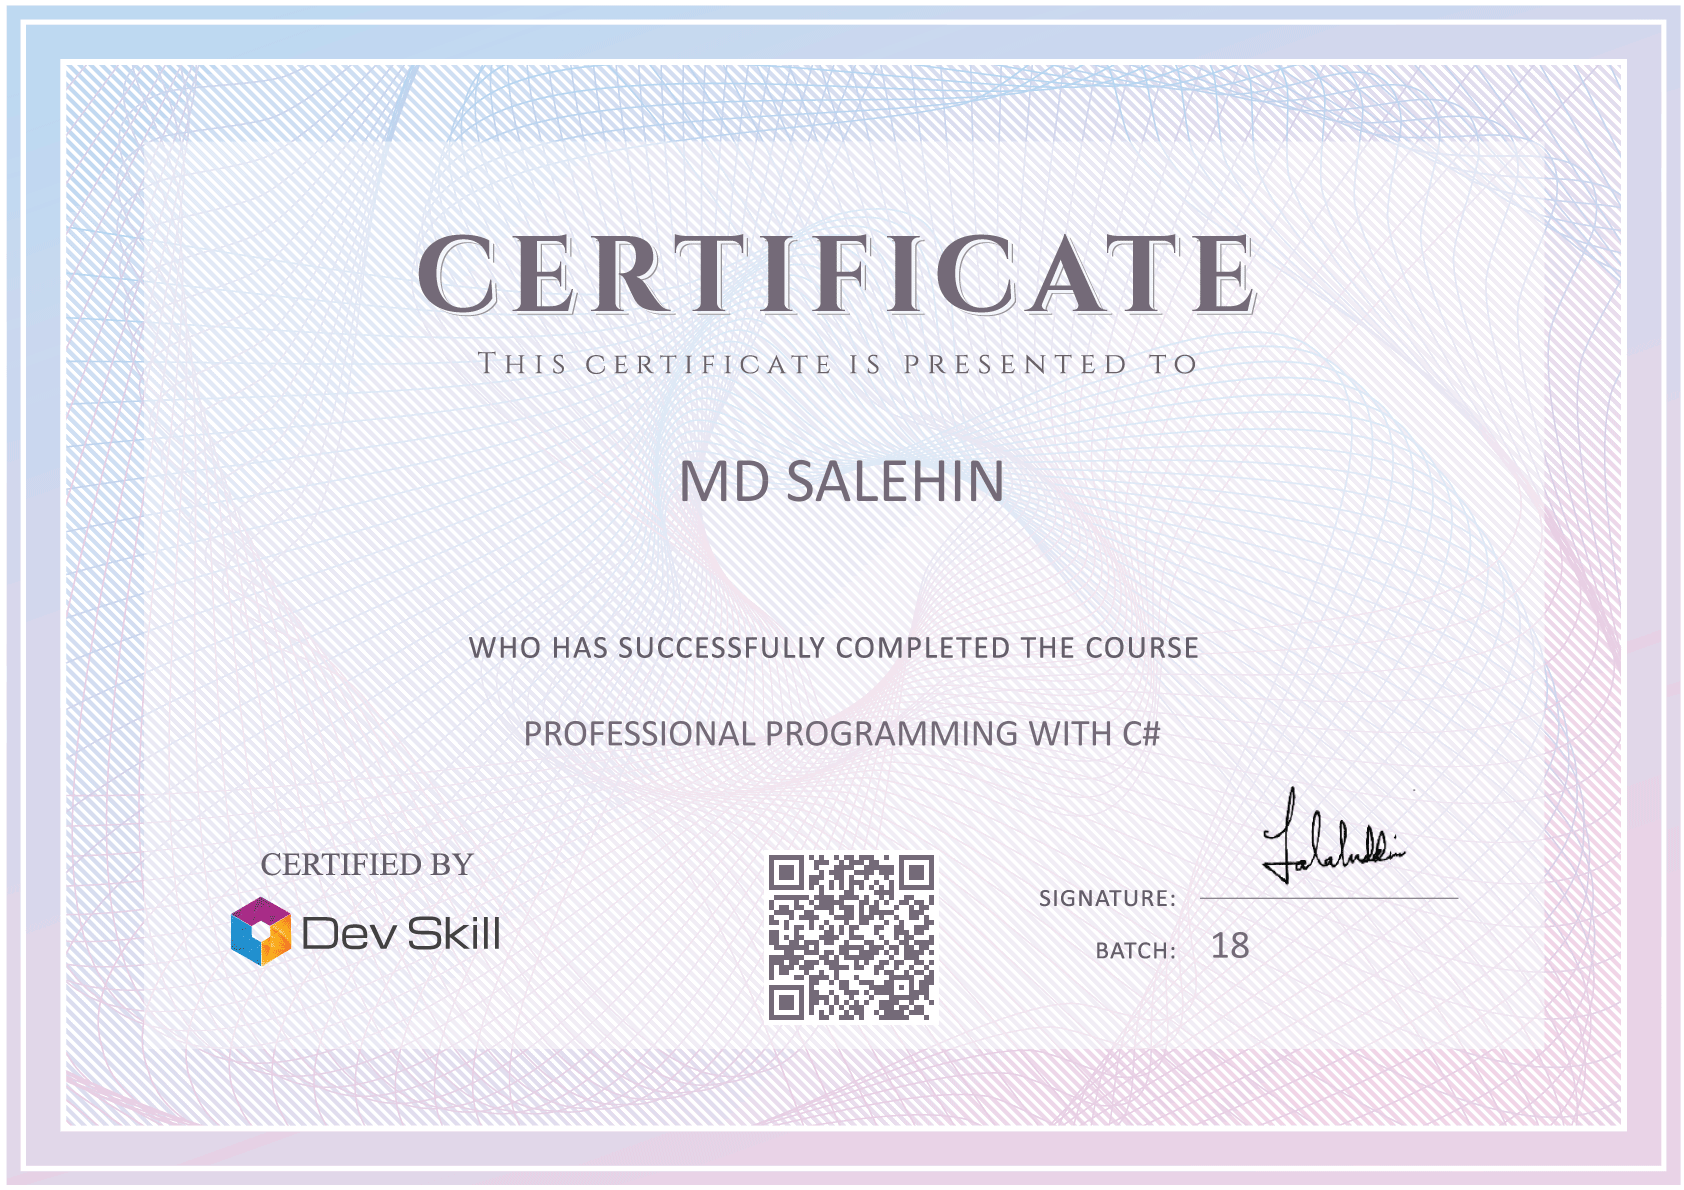 CERTIFICATE
THIS CERTIFICATE IS PRESENTED TO
MD SALEHIN
WHO HAS SUCCESSFULLY COMPLETED THE COURSE
PROFESSIONAL PROGRAMMING WITH C#
CERTIFIED BY
Dev Skill
SIGNATURE: Jalaluddin
BATCH: 18